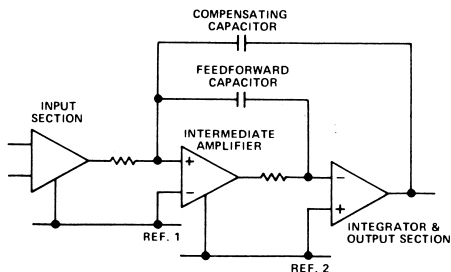 COMPENSATING
CAPACITOR
FEEDFORWARD
CAPACITOR
INPUT
SECTION
INTERMEDIATE
AMPLIFIER
+
−
−
+
REF. 1
INTEGRATOR &
OUTPUT SECTION
REF. 2